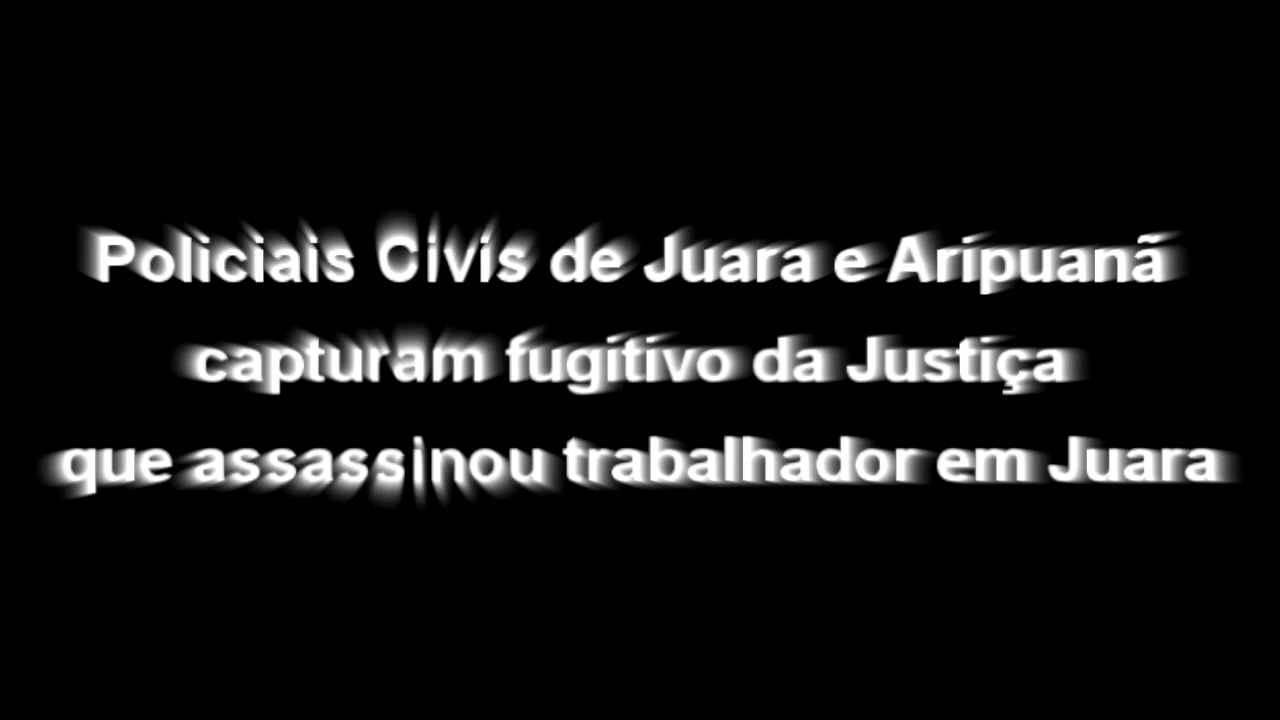 Policiais Civis de Juara e Aripuanã
capturam fugitivo da Justiça
que assassinou trabalhador em Juara